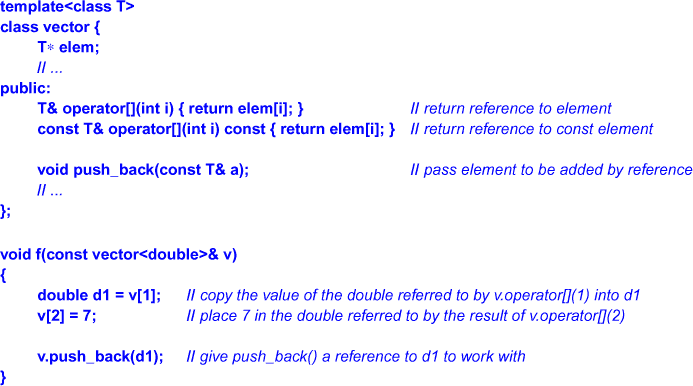 template<class T>
class vector {
T* elem;
// ...
public:
T& operator[](int i) { return elem[i]; } // return reference to element
const T& operator[](int i) const { return elem[i]; } // return reference to const element
void push_back(const T& a); // pass element to be added by reference
// ...
};
void f(const vector<double>& v)
{
double d1 = v[1]; // copy the value of the double referred to by v.operator[](1) into d1
v[2] = 7; // place 7 in the double referred to by the result of v.operator[](2)
v.push_back(d1); // give push_back() a reference to d1 to work with
}